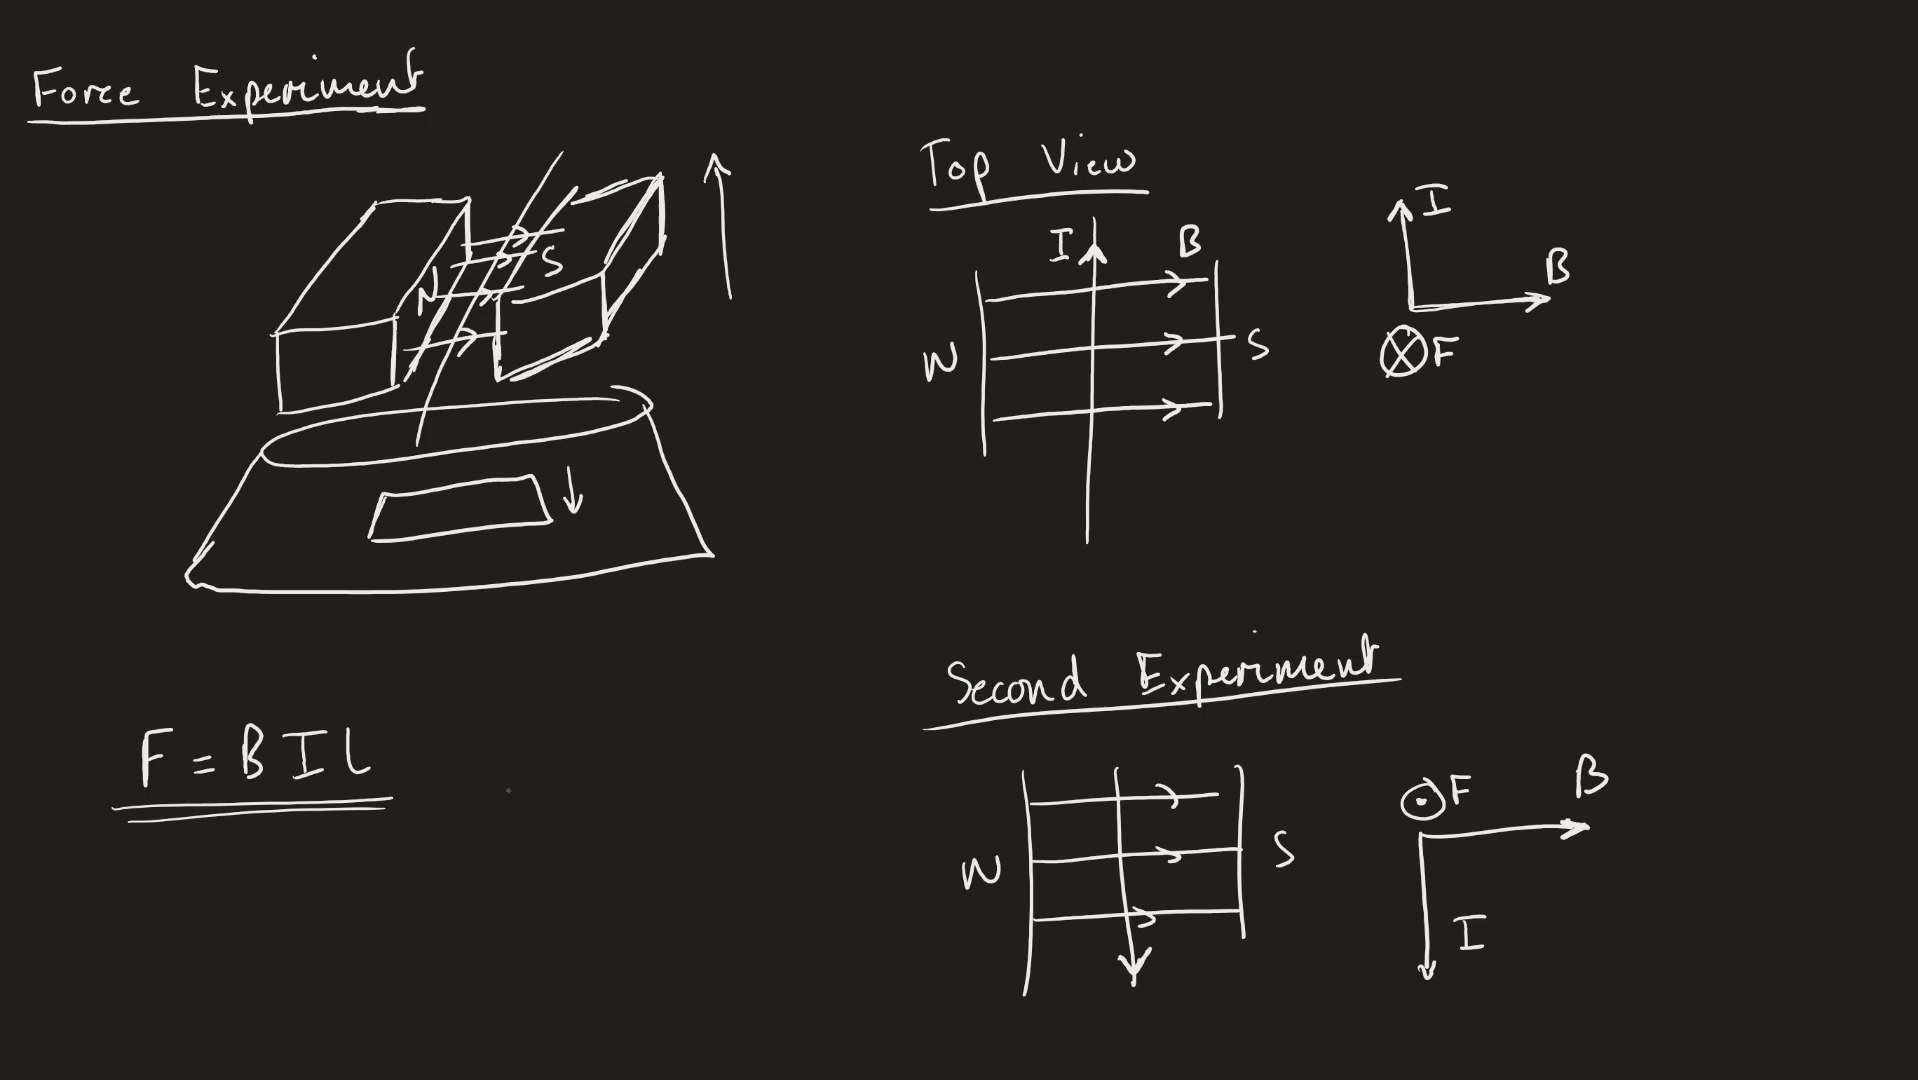 Force Experiment
N
S
F = B I L
Top View
I
B
N
S
I
B
F
Second Experiment
N
S
F
B
I